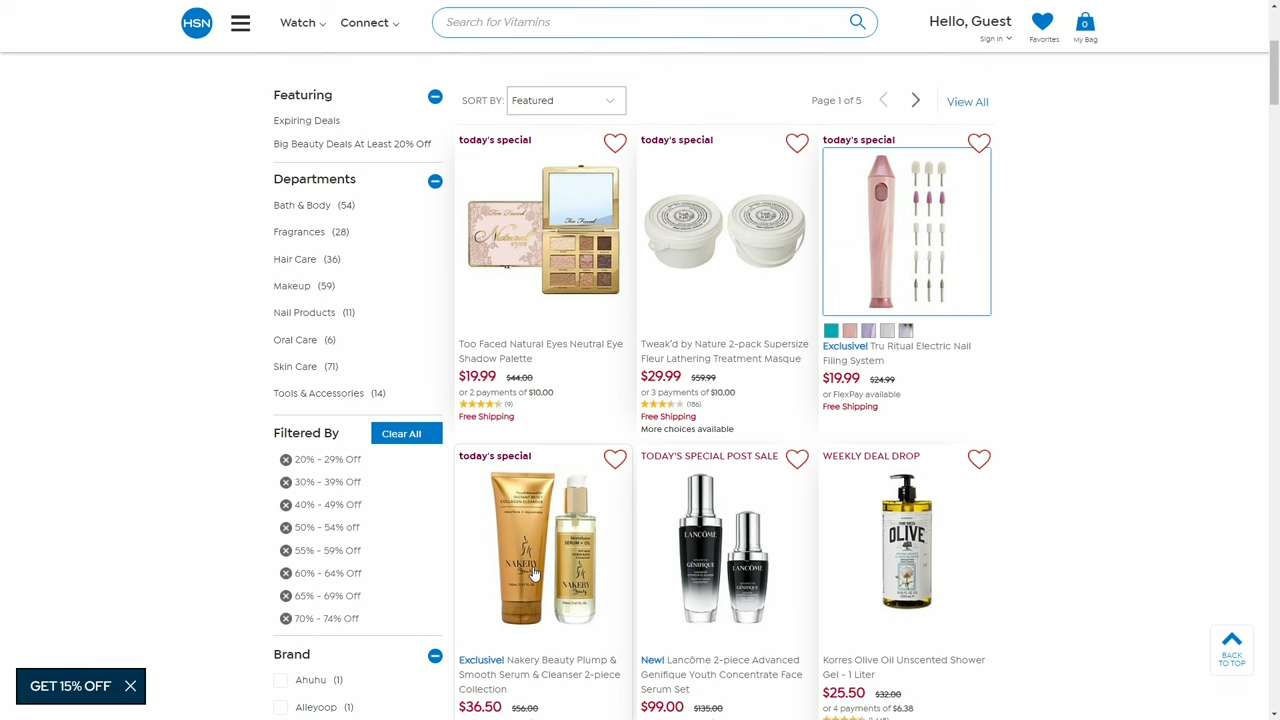 HSN
Watch
Connect
Search for Vitamins
Hello, Guest
Sign In
Favorites
0
My Bag
Featuring
Expiring Deals
Big Beauty Deals At Least 20% Off
Departments
Bath & Body (54)
Fragrances (28)
Hair Care (36)
Makeup (59)
Nail Products (11)
Oral Care (6)
Skin Care (71)
Tools & Accessories (14)
Filtered By
Clear All
20% - 29% Off
30% - 39% Off
40% - 49% Off
50% - 54% off
55% - 59% Off
60% - 64% Off
65% - 69% Off
70% - 74% Off
Brand
Ahuhu (1)
Alleyoop (1)
SORT BY:
Featured
Page 1 of 5
View All
today's special
Too Faced
Too Faced Natural Eyes Neutral Eye
Shadow Palette
$19.99 $44.00
or 2 payments of $10.00
(9)
Free Shipping
today's special
Tweak'd by Nature 2-pack Supersize
Fleur Lathering Treatment Masque
$29.99 $59.99
or 3 payments of $10.00
(186)
Free Shipping
More choices available
today's special
Exclusive! Tru Ritual Electric Nail
Filing System
$19.99 $24.99
or FlexPay available
Free Shipping
today's special
NAKERY
NAKERY
Exclusive! Nakery Beauty Plump &
Smooth Serum & Cleanser 2-piece
Collection
$36.50 $56.00
TODAY'S SPECIAL POST SALE
LANCÔME
GÉNIFIQUE
LANCÔME
GÉNIFIQUE
New! Lancôme 2-piece Advanced
Genifique Youth Concentrate Face
Serum Set
$99.00 $135.00
WEEKLY DEAL DROP
OLIVE
Korres Olive Oil Unscented Shower
Gel - 1 Liter
$25.50 $32.00
or 4 payments of $6.38
BACK
TO TOP
GET 15% OFF